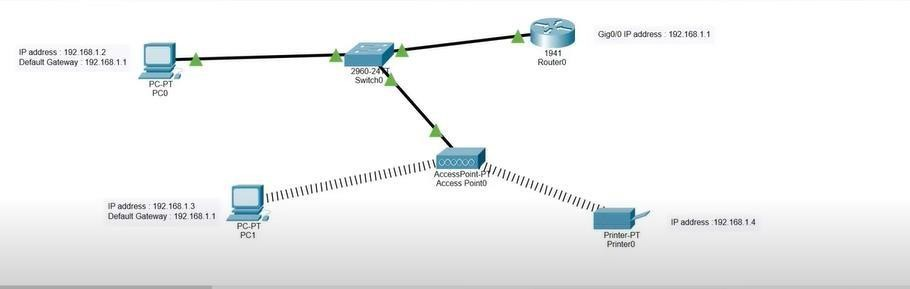 IP address : 192.168.1.2
Default Gateway : 192.168.1.1
PC-PT
PC0
2960-24TT
Switch0
1941
Router0
Gig0/0 IP address : 192.168.1.1
AccessPoint-PT
Access Point0
IP address : 192.168.1.3
Default Gateway : 192.168.1.1
PC-PT
PC1
Printer-PT
Printer0
IP address :192.168.1.4